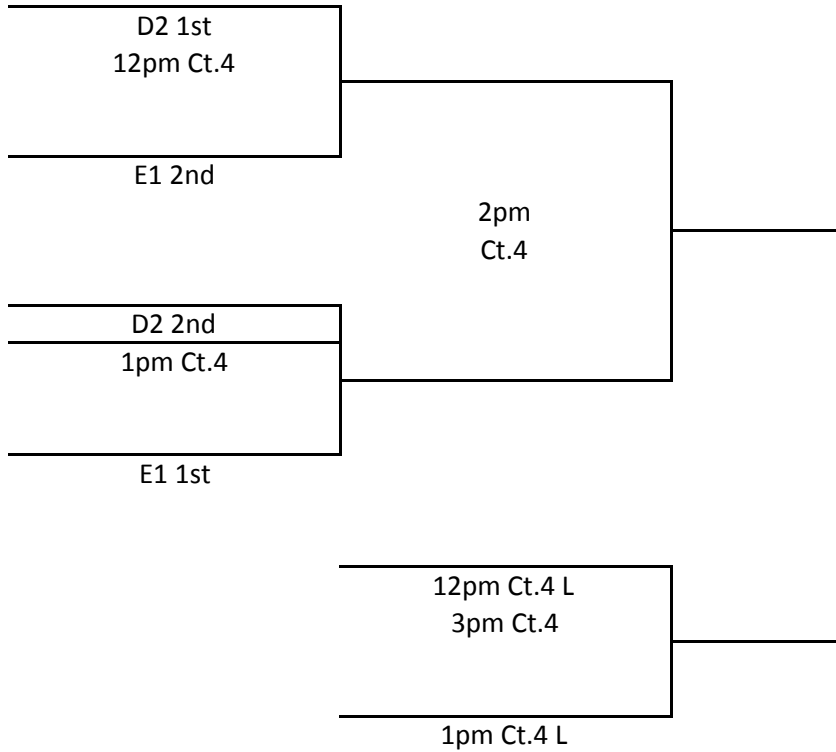 D2 1st
12pm Ct.4
E1 2nd
2pm
Ct.4
D2 2nd
1pm Ct.4
E1 1st
12pm Ct.4 L
3pm Ct.4
1pm Ct.4 L